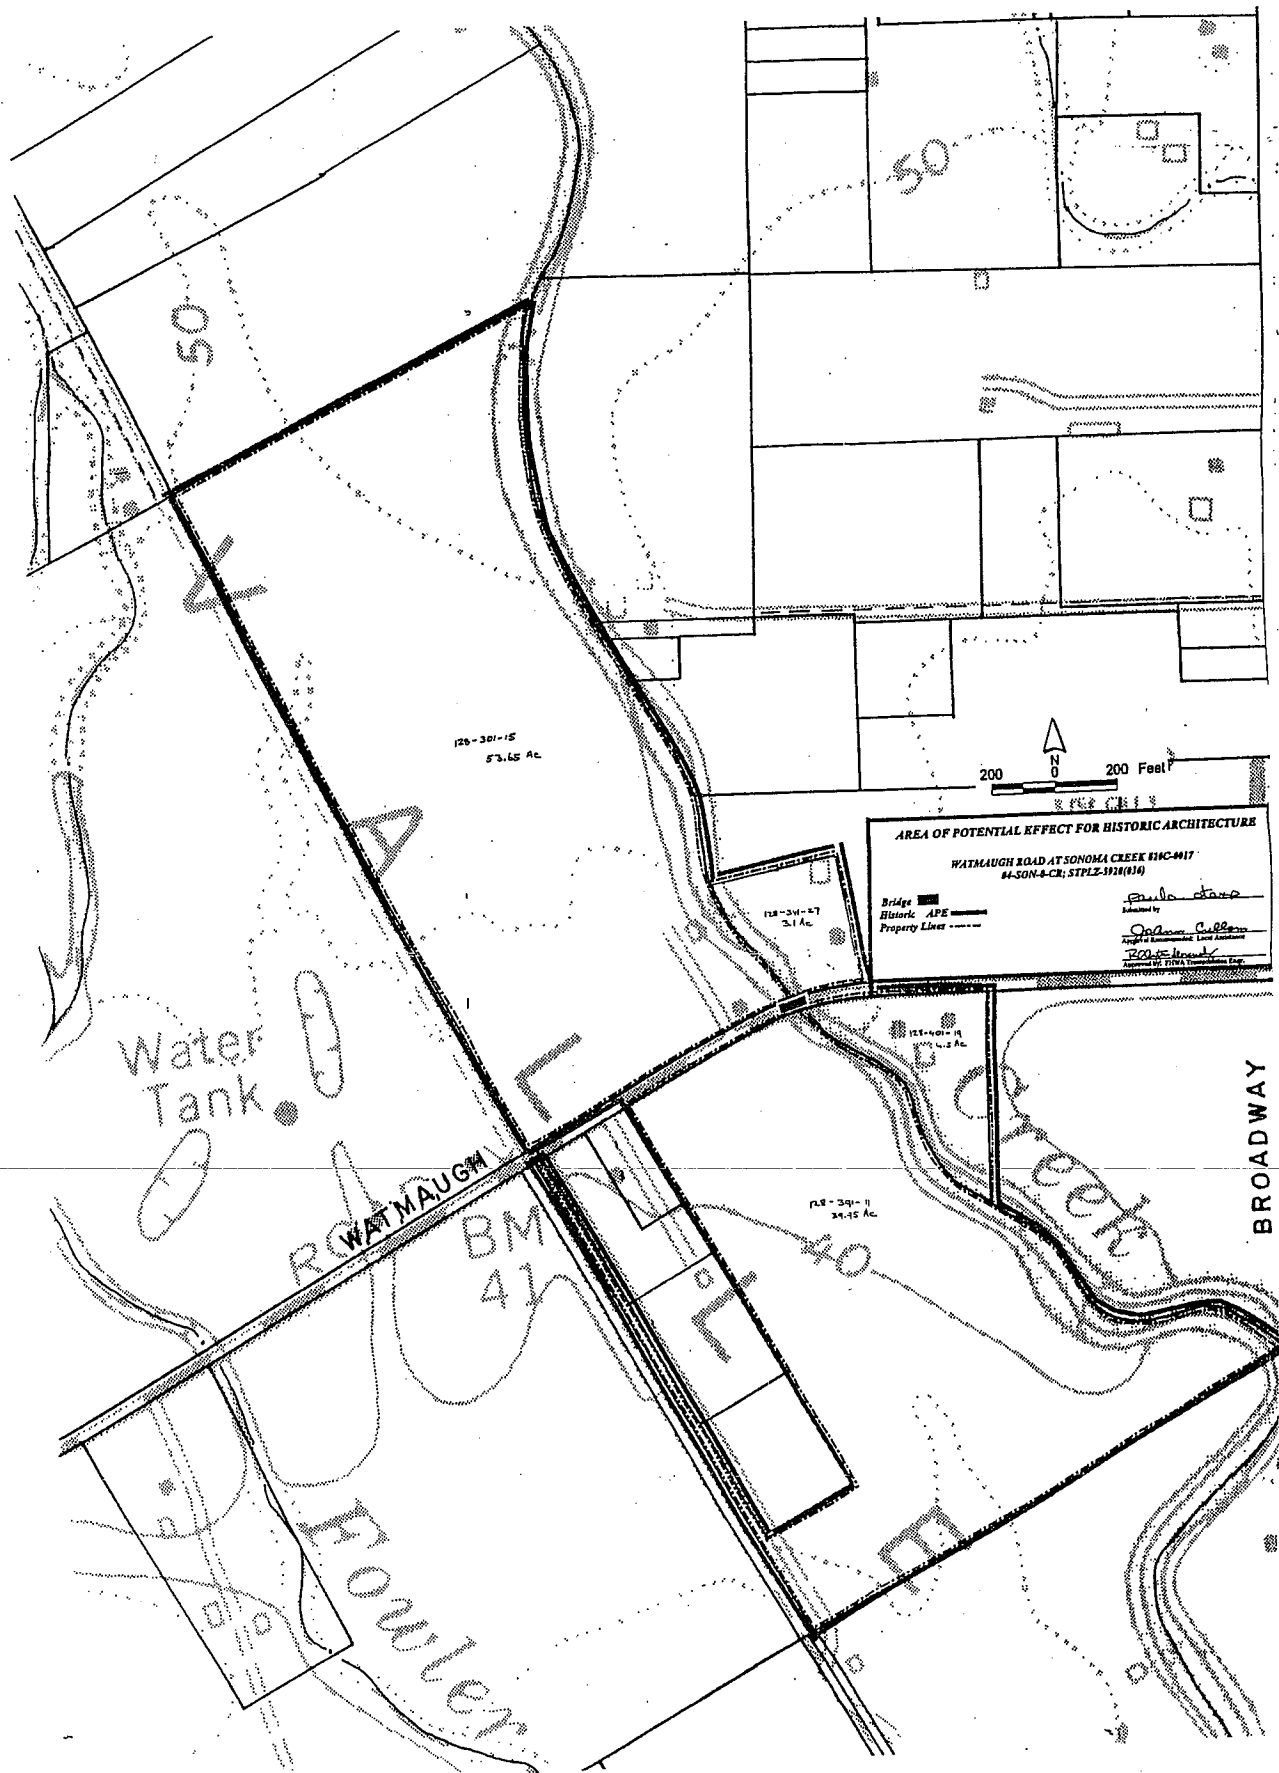 50
50
K
128-301-15
53.65 Ac
A
N
200 0 200 Feet
AREA OF POTENTIAL EFFECT FOR HISTORIC ARCHITECTURE
WATMAUGH ROAD AT SONOMA CREEK
Bridge
Historic APE
Property Lines
Submitted by
128-311-27
3.1 Ac
Water
Tank
L
128-401-19
Creek
BROADWAY
WATMAUGH
BM
41
128-391-11
40
L
E
Fowler